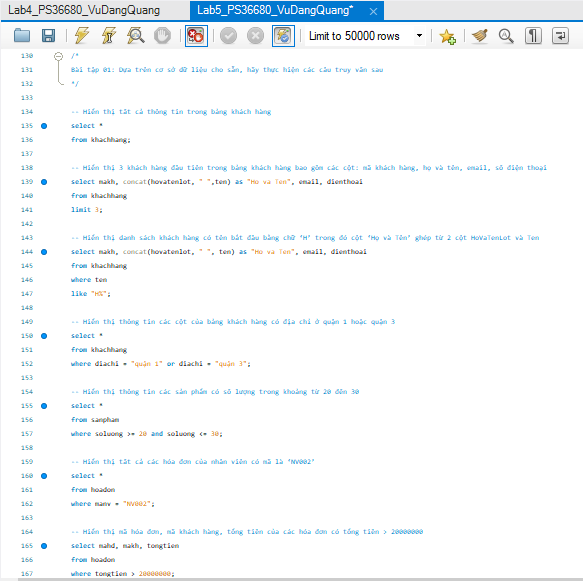 Lab4_PS36680_VuDangQuang
Lab5_PS36680_VuDangQuang*
Limit to 50000 rows
130 /*
131 Bài tập 01: Dựa trên cơ sở dữ liệu cho sẵn, hãy thực hiện các câu truy vấn sau
132 */
133
134 -- Hiển thị tất cả thông tin trong bảng khách hàng
135 select *
136 from khachhang;
137
138 -- Hiển thị 3 khách hàng đầu tiên trong bảng khách hàng bao gồm các cột: mã khách hàng, họ và tên, email, số điện thoại
139 select makh, concat(hovatenlot, " ",ten) as "Ho va Ten", email, dienthoai
140 from khachhang
141 limit 3;
142
143 -- Hiển thị danh sách khách hàng có tên bắt đầu bằng chữ ‘H’ trong đó cột ‘Họ và Tên’ ghép từ 2 cột HoVaTenLot và Ten
144 select makh, concat(hovatenlot, " ", ten) as "Ho va Ten", email, dienthoai
145 from khachhang
146 where ten
147 like "H%";
148
149 -- Hiển thị thông tin các cột của bảng khách hàng có địa chỉ ở quận 1 hoặc quận 3
150 select *
151 from khachhang
152 where diachi = "quận 1" or diachi = "quận 3";
153
154 -- Hiển thị thông tin các sản phẩm có số lượng trong khoảng từ 20 đến 30
155 select *
156 from sanpham
157 where soluong >= 20 and soluong <= 30;
158
159 -- Hiển thị tất cả các hóa đơn của nhân viên có mã là ‘NV002’
160 select *
161 from hoadon
162 where manv = "NV002";
163
164 -- Hiển thị mã hóa đơn, mã khách hàng, tổng tiền của các hóa đơn có tổng tiền > 20000000
165 select mahd, makh, tongtien
166 from hoadon
167 where tongtien > 20000000;